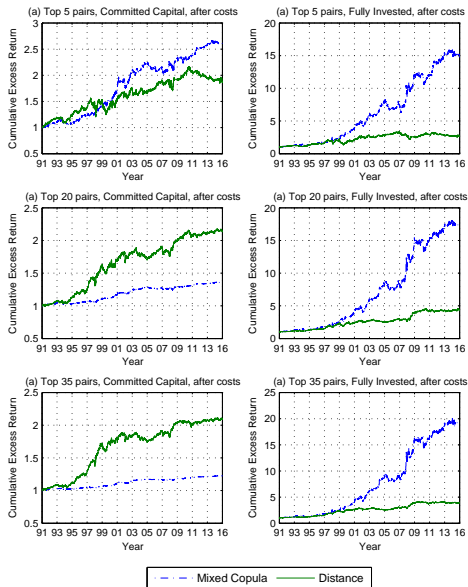 (a) Top 5 pairs, Committed Capital, after costs
Cumulative Excess Return
3
2.5
2
1.5
1
0.5
91 93 95 97 99 01 03 05 07 09 11 13 16
Year
(a) Top 5 pairs, Fully Invested, after costs
Cumulative Excess Return
20
15
10
5
0
91 93 95 97 99 01 03 05 07 09 11 13 16
Year
(a) Top 20 pairs, Committed Capital, after costs
Cumulative Excess Return
2.5
2
1.5
1
0.5
91 93 95 97 99 01 03 05 07 09 11 13 16
Year
(a) Top 20 pairs, Fully Invested, after costs
Cumulative Excess Return
20
15
10
5
0
91 93 95 97 99 01 03 05 07 09 11 13 16
Year
(a) Top 35 pairs, Committed Capital, after costs
Cumulative Excess Return
2.5
2
1.5
1
0.5
91 93 95 97 99 01 03 05 07 09 11 13 16
Year
(a) Top 35 pairs, Fully Invested, after costs
Cumulative Excess Return
25
20
15
10
5
0
91 93 95 97 99 01 03 05 07 09 11 13 16
Year
Mixed Copula Distance